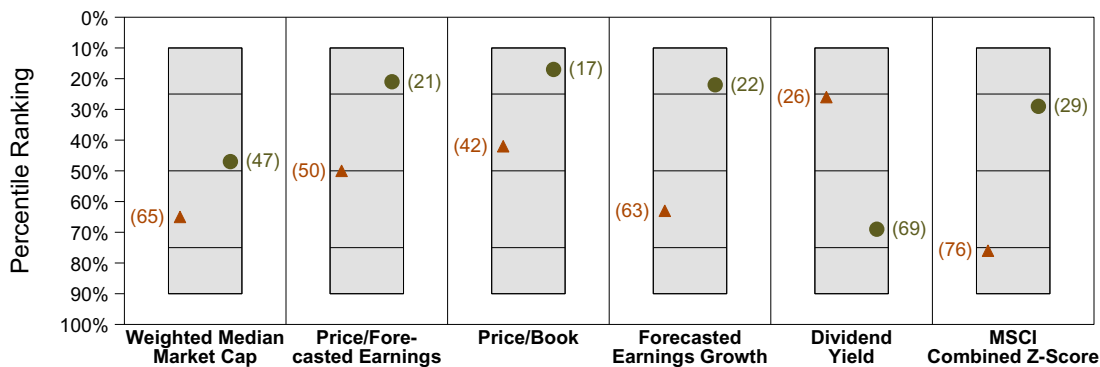 Percentile Ranking
0%
10%
20%
30%
40%
50%
60%
70%
80%
90%
100%
(47)
(65)
(21)
(50)
(17)
(42)
(22)
(63)
(26)
(69)
(29)
(76)
Weighted Median
Market Cap
Price/Fore-
casted Earnings
Price/Book
Forecasted
Earnings Growth
Dividend
Yield
MSCI
Combined Z-Score